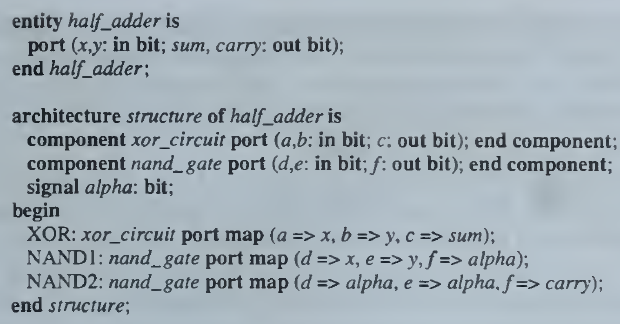 entity half_adder is
port (x,y: in bit; sum, carry: out bit);
end half_adder;
architecture structure of half_adder is
component xor_circuit port (a,b: in bit; c: out bit); end component;
component nand_gate port (d,e: in bit; f: out bit); end component;
signal alpha: bit;
begin
XOR: xor_circuit port map (a => x, b => y, c => sum);
NAND1: nand_gate port map (d => x, e => y, f => alpha);
NAND2: nand_gate port map (d => alpha, e => alpha, f => carry);
end structure;